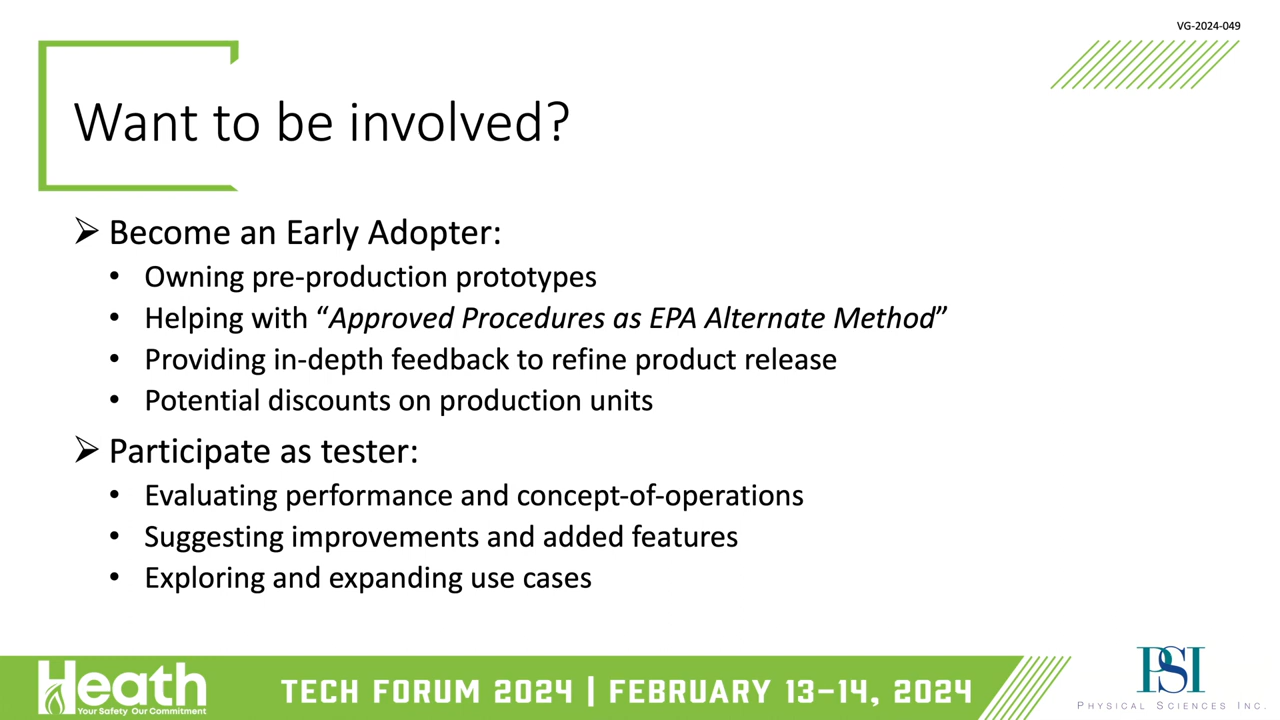 VG-2024-049
Want to be involved?
➢ Become an Early Adopter:
• Owning pre-production prototypes
• Helping with “Approved Procedures as EPA Alternate Method”
• Providing in-depth feedback to refine product release
• Potential discounts on production units
➢ Participate as tester:
• Evaluating performance and concept-of-operations
• Suggesting improvements and added features
• Exploring and expanding use cases
Heath
Your Safety Our Commitment
TECH FORUM 2024 | FEBRUARY 13–14, 2024
PSI
PHYSICAL SCIENCES INC.